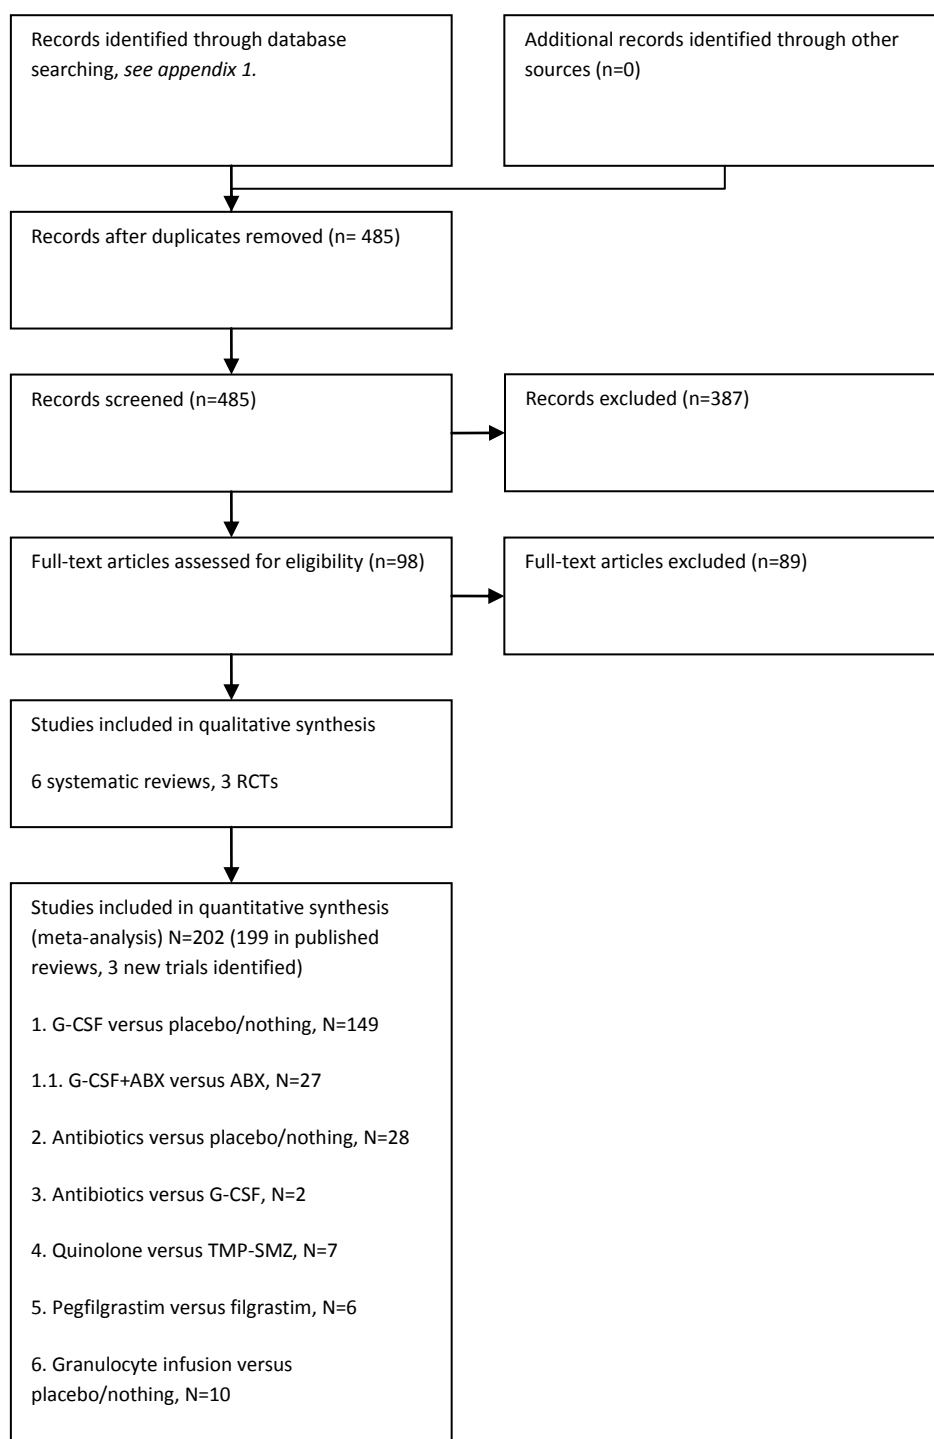 Records identified through database
searching, see appendix 1.
Additional records identified through other
sources (n=0)
Records after duplicates removed (n= 485)
Records screened (n=485)
Records excluded (n=387)
Full-text articles assessed for eligibility (n=98)
Full-text articles excluded (n=89)
Studies included in qualitative synthesis
6 systematic reviews, 3 RCTs
Studies included in quantitative synthesis
(meta-analysis) N=202 (199 in published
reviews, 3 new trials identified)
1. G-CSF versus placebo/nothing, N=149
1.1. G-CSF+ABX versus ABX, N=27
2. Antibiotics versus placebo/nothing, N=28
3. Antibiotics versus G-CSF, N=2
4. Quinolone versus TMP-SMZ, N=7
5. Pegfilgrastim versus filgrastim, N=6
6. Granulocyte infusion versus
placebo/nothing, N=10